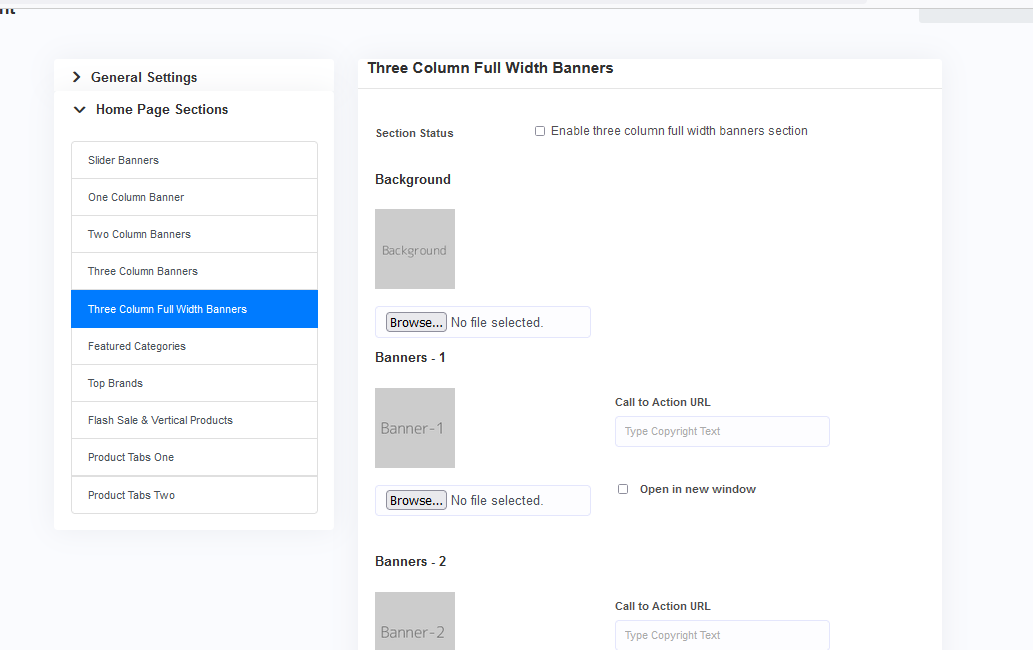 General Settings
Home Page Sections
Slider Banners
One Column Banner
Two Column Banners
Three Column Banners
Three Column Full Width Banners
Featured Categories
Top Brands
Flash Sale & Vertical Products
Product Tabs One
Product Tabs Two
Three Column Full Width Banners
Section Status
Enable three column full width banners section
Background
Background
Browse... No file selected.
Banners - 1
Banner-1
Call to Action URL
Type Copyright Text
Browse... No file selected.
Open in new window
Banners - 2
Banner-2
Call to Action URL
Type Copyright Text